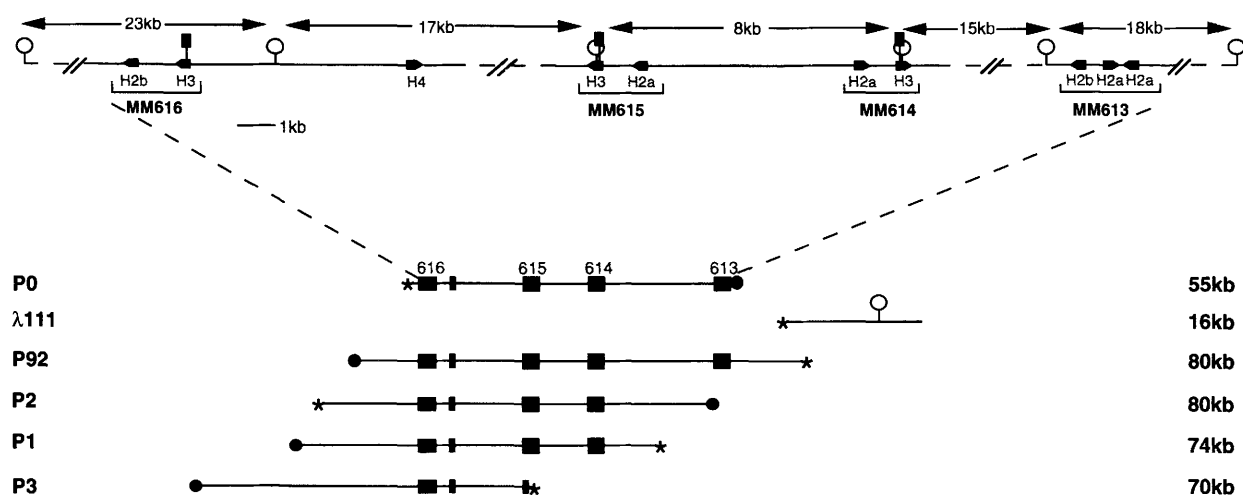 23kb 17kb 8kb 15kb 18kb
H2b H3 H4 H3 H2a H2a H3 H2b H2a H2a
MM616 MM615 MM614 MM613
1kb
616 615 614 613
P0 * 55kb
λ111 * 16kb
P92 * 80kb
P2 * 80kb
P1 * 74kb
P3 * 70kb